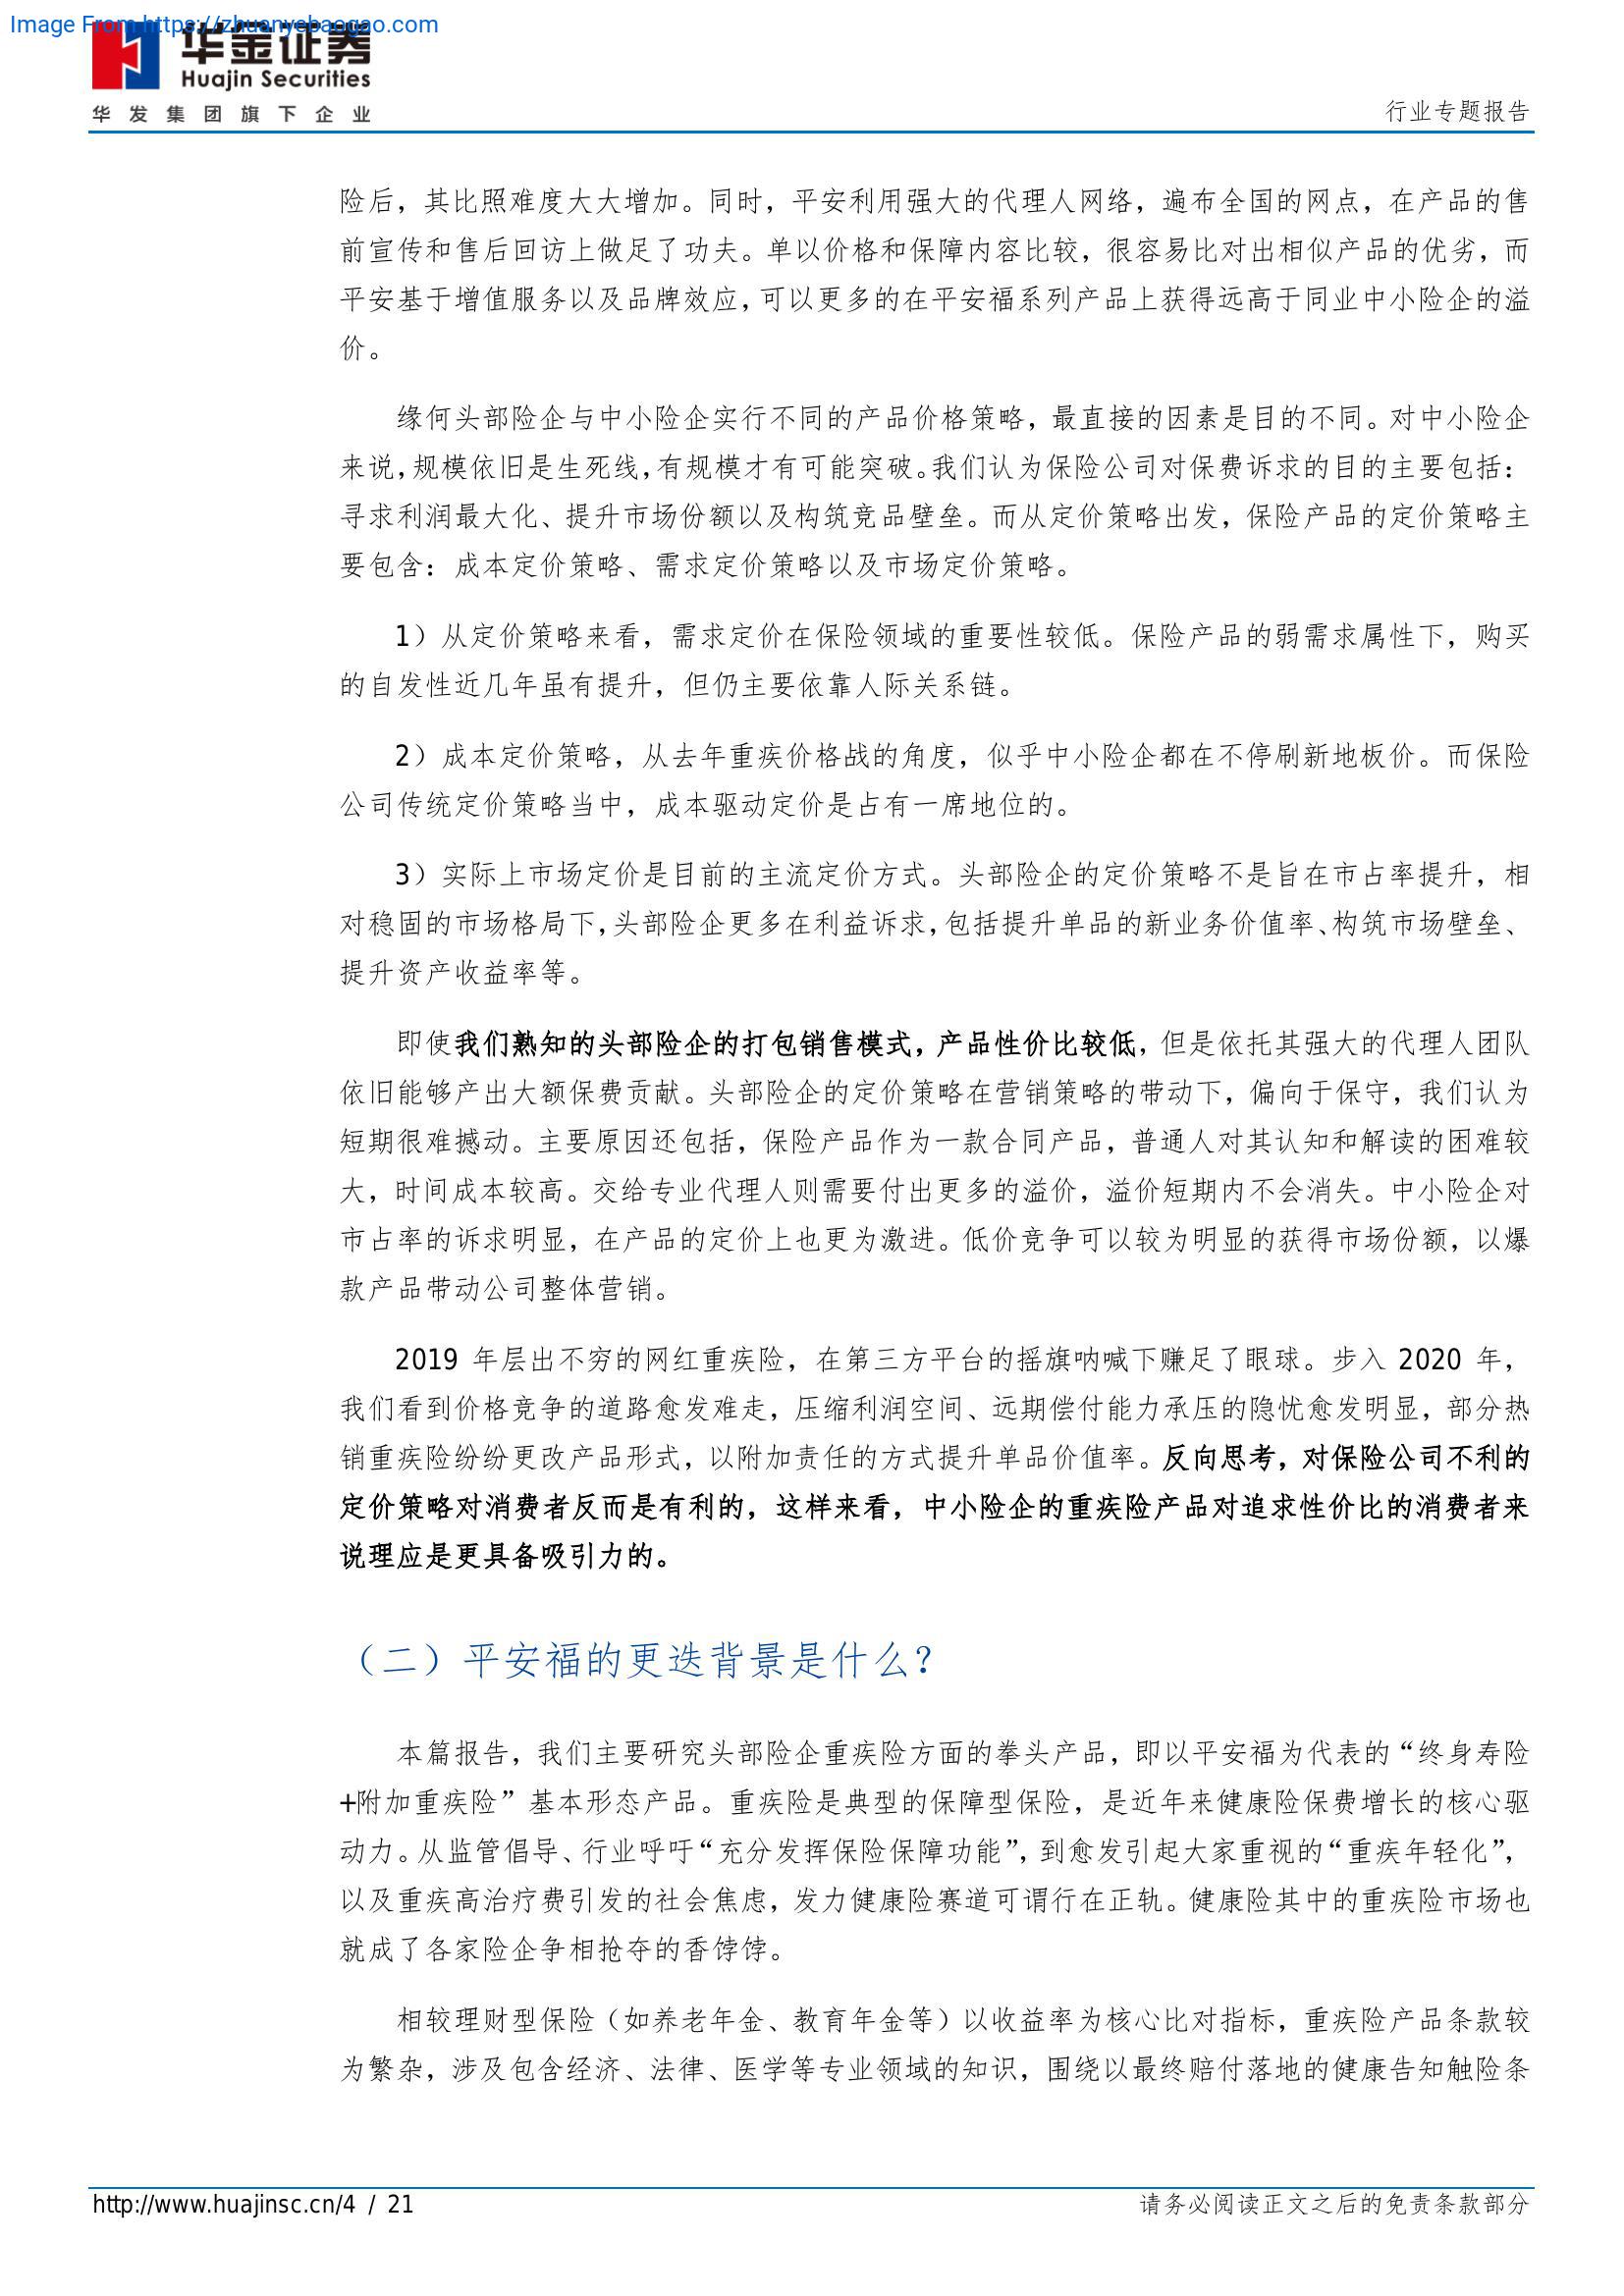 Image From https://zhuanyebaogao.com
华金证券
Huajin Securities
华发集团旗下企业
行业专题报告
险后，其比照难度大大增加。同时，平安利用强大的代理人网络，遍布全国的网点，在产品的售
前宣传和售后回访上做足了功夫。单以价格和保障内容比较，很容易比对出相似产品的优劣，而
平安基于增值服务以及品牌效应，可以更多的在平安福系列产品上获得远高于同业中小险企的溢
价。
缘何头部险企与中小险企实行不同的产品价格策略，最直接的因素是目的不同。对中小险企
来说，规模依旧是生死线，有规模才有可能突破。我们认为保险公司对保费诉求的目的主要包括：
寻求利润最大化、提升市场份额以及构筑竞品壁垒。而从定价策略出发，保险产品的定价策略主
要包含：成本定价策略、需求定价策略以及市场定价策略。
1）从定价策略来看，需求定价在保险领域的重要性较低。保险产品的弱需求属性下，购买
的自发性近几年虽有提升，但仍主要依靠人际关系链。
2）成本定价策略，从去年重疾价格战的角度，似乎中小险企都在不停刷新地板价。而保险
公司传统定价策略当中，成本驱动定价是占有一席地位的。
3）实际上市场定价是目前的主流定价方式。头部险企的定价策略不是旨在市占率提升，相
对稳固的市场格局下，头部险企更多在利益诉求，包括提升单品的新业务价值率、构筑市场壁垒、
提升资产收益率等。
即使我们熟知的头部险企的打包销售模式，产品性价比较低，但是依托其强大的代理人团队
依旧能够产出大额保费贡献。头部险企的定价策略在营销策略的带动下，偏向于保守，我们认为
短期很难撼动。主要原因还包括，保险产品作为一款合同产品，普通人对其认知和解读的困难较
大，时间成本较高。交给专业代理人则需要付出更多的溢价，溢价短期内不会消失。中小险企对
市占率的诉求明显，在产品的定价上也更为激进。低价竞争可以较为明显的获得市场份额，以爆
款产品带动公司整体营销。
2019 年层出不穷的网红重疾险，在第三方平台的摇旗呐喊下赚足了眼球。步入 2020 年，
我们看到价格竞争的道路愈发难走，压缩利润空间、远期偿付能力承压的隐忧愈发明显，部分热
销重疾险纷纷更改产品形式，以附加责任的方式提升单品价值率。反向思考，对保险公司不利的
定价策略对消费者反而是有利的，这样来看，中小险企的重疾险产品对追求性价比的消费者来
说理应是更具备吸引力的。
（二）平安福的更迭背景是什么？
本篇报告，我们主要研究头部险企重疾险方面的拳头产品，即以平安福为代表的“终身寿险
+附加重疾险”基本形态产品。重疾险是典型的保障型保险，是近年来健康险保费增长的核心驱
动力。从监管倡导、行业呼吁“充分发挥保险保障功能”，到愈发引起大家重视的“重疾年轻化”，
以及重疾高治疗费引发的社会焦虑，发力健康险赛道可谓行在正轨。健康险其中的重疾险市场也
就成了各家险企争相抢夺的香饽饽。
相较理财型保险（如养老年金、教育年金等）以收益率为核心比对指标，重疾险产品条款较
为繁杂，涉及包含经济、法律、医学等专业领域的知识，围绕以最终赔付落地的健康告知触险条
http://www.huajinsc.cn/4 / 21
请务必阅读正文之后的免责条款部分